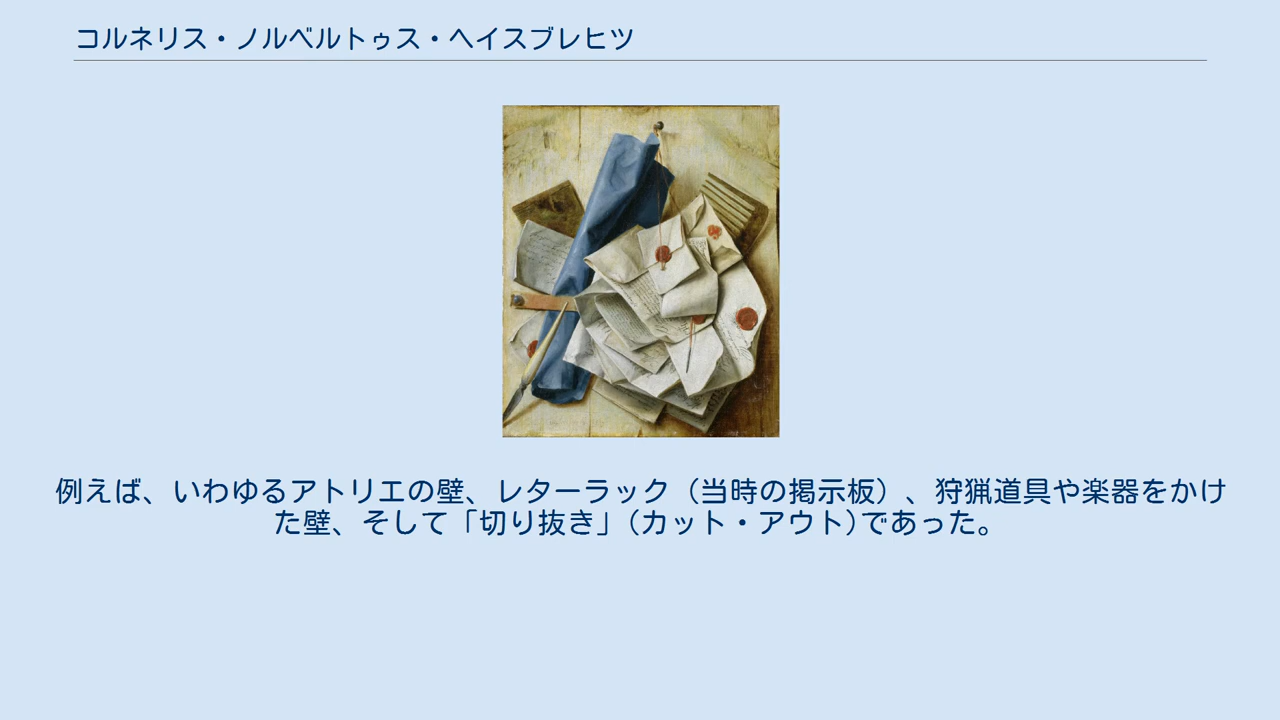 コルネリス・ノルベルトゥス・ヘイスブレヒツ
例えば、いわゆるアトリエの壁、レターラック（当時の掲示板）、狩猟道具や楽器をかけ
た壁、そして「切り抜き」(カット・アウト)であった。